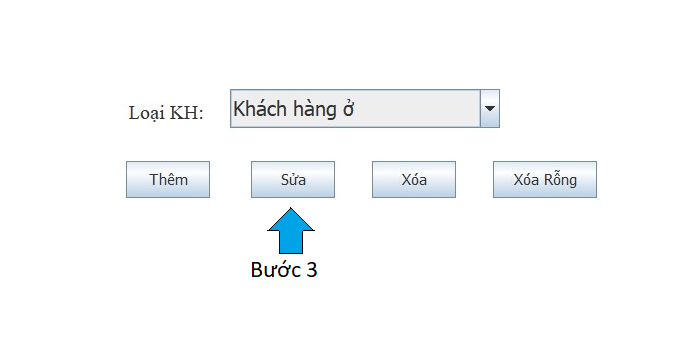 Loại KH: Khách hàng ở
Thêm Sửa Xóa Xóa Rỗng
Bước 3